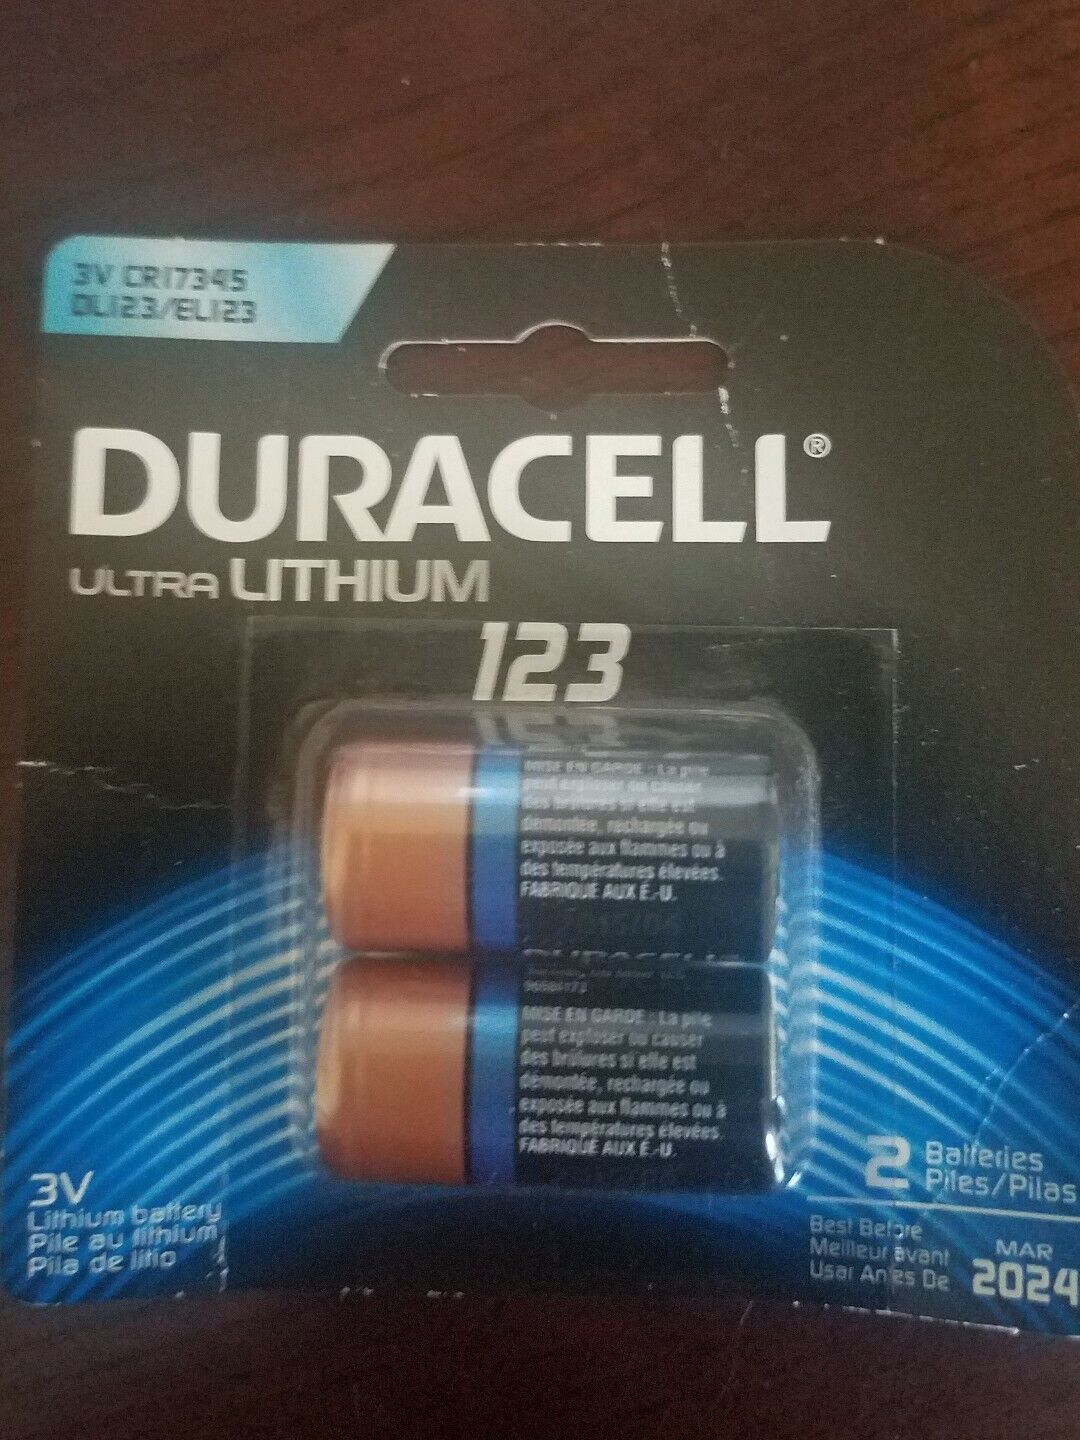 3V CR17345
DL123/EL123
DURACELL®
ULTRA LITHIUM
123
MISE EN GARDE : La pile
peut exploser ou causer
des brûlures si elle est
démontée, rechargée ou
exposée aux flammes ou à
des températures élevées.
FABRIQUÉ AUX É.-U.
MISE EN GARDE : La pile
peut exploser ou causer
des brûlures si elle est
démontée, rechargée ou
exposée aux flammes ou à
des températures élevées.
FABRIQUÉ AUX É.-U.
3V
Lithium battery
Pile au lithium
Pila de litio
2 Batteries
Piles/Pilas
Best Before
Meilleur avant
Usar Antes De
MAR
2024